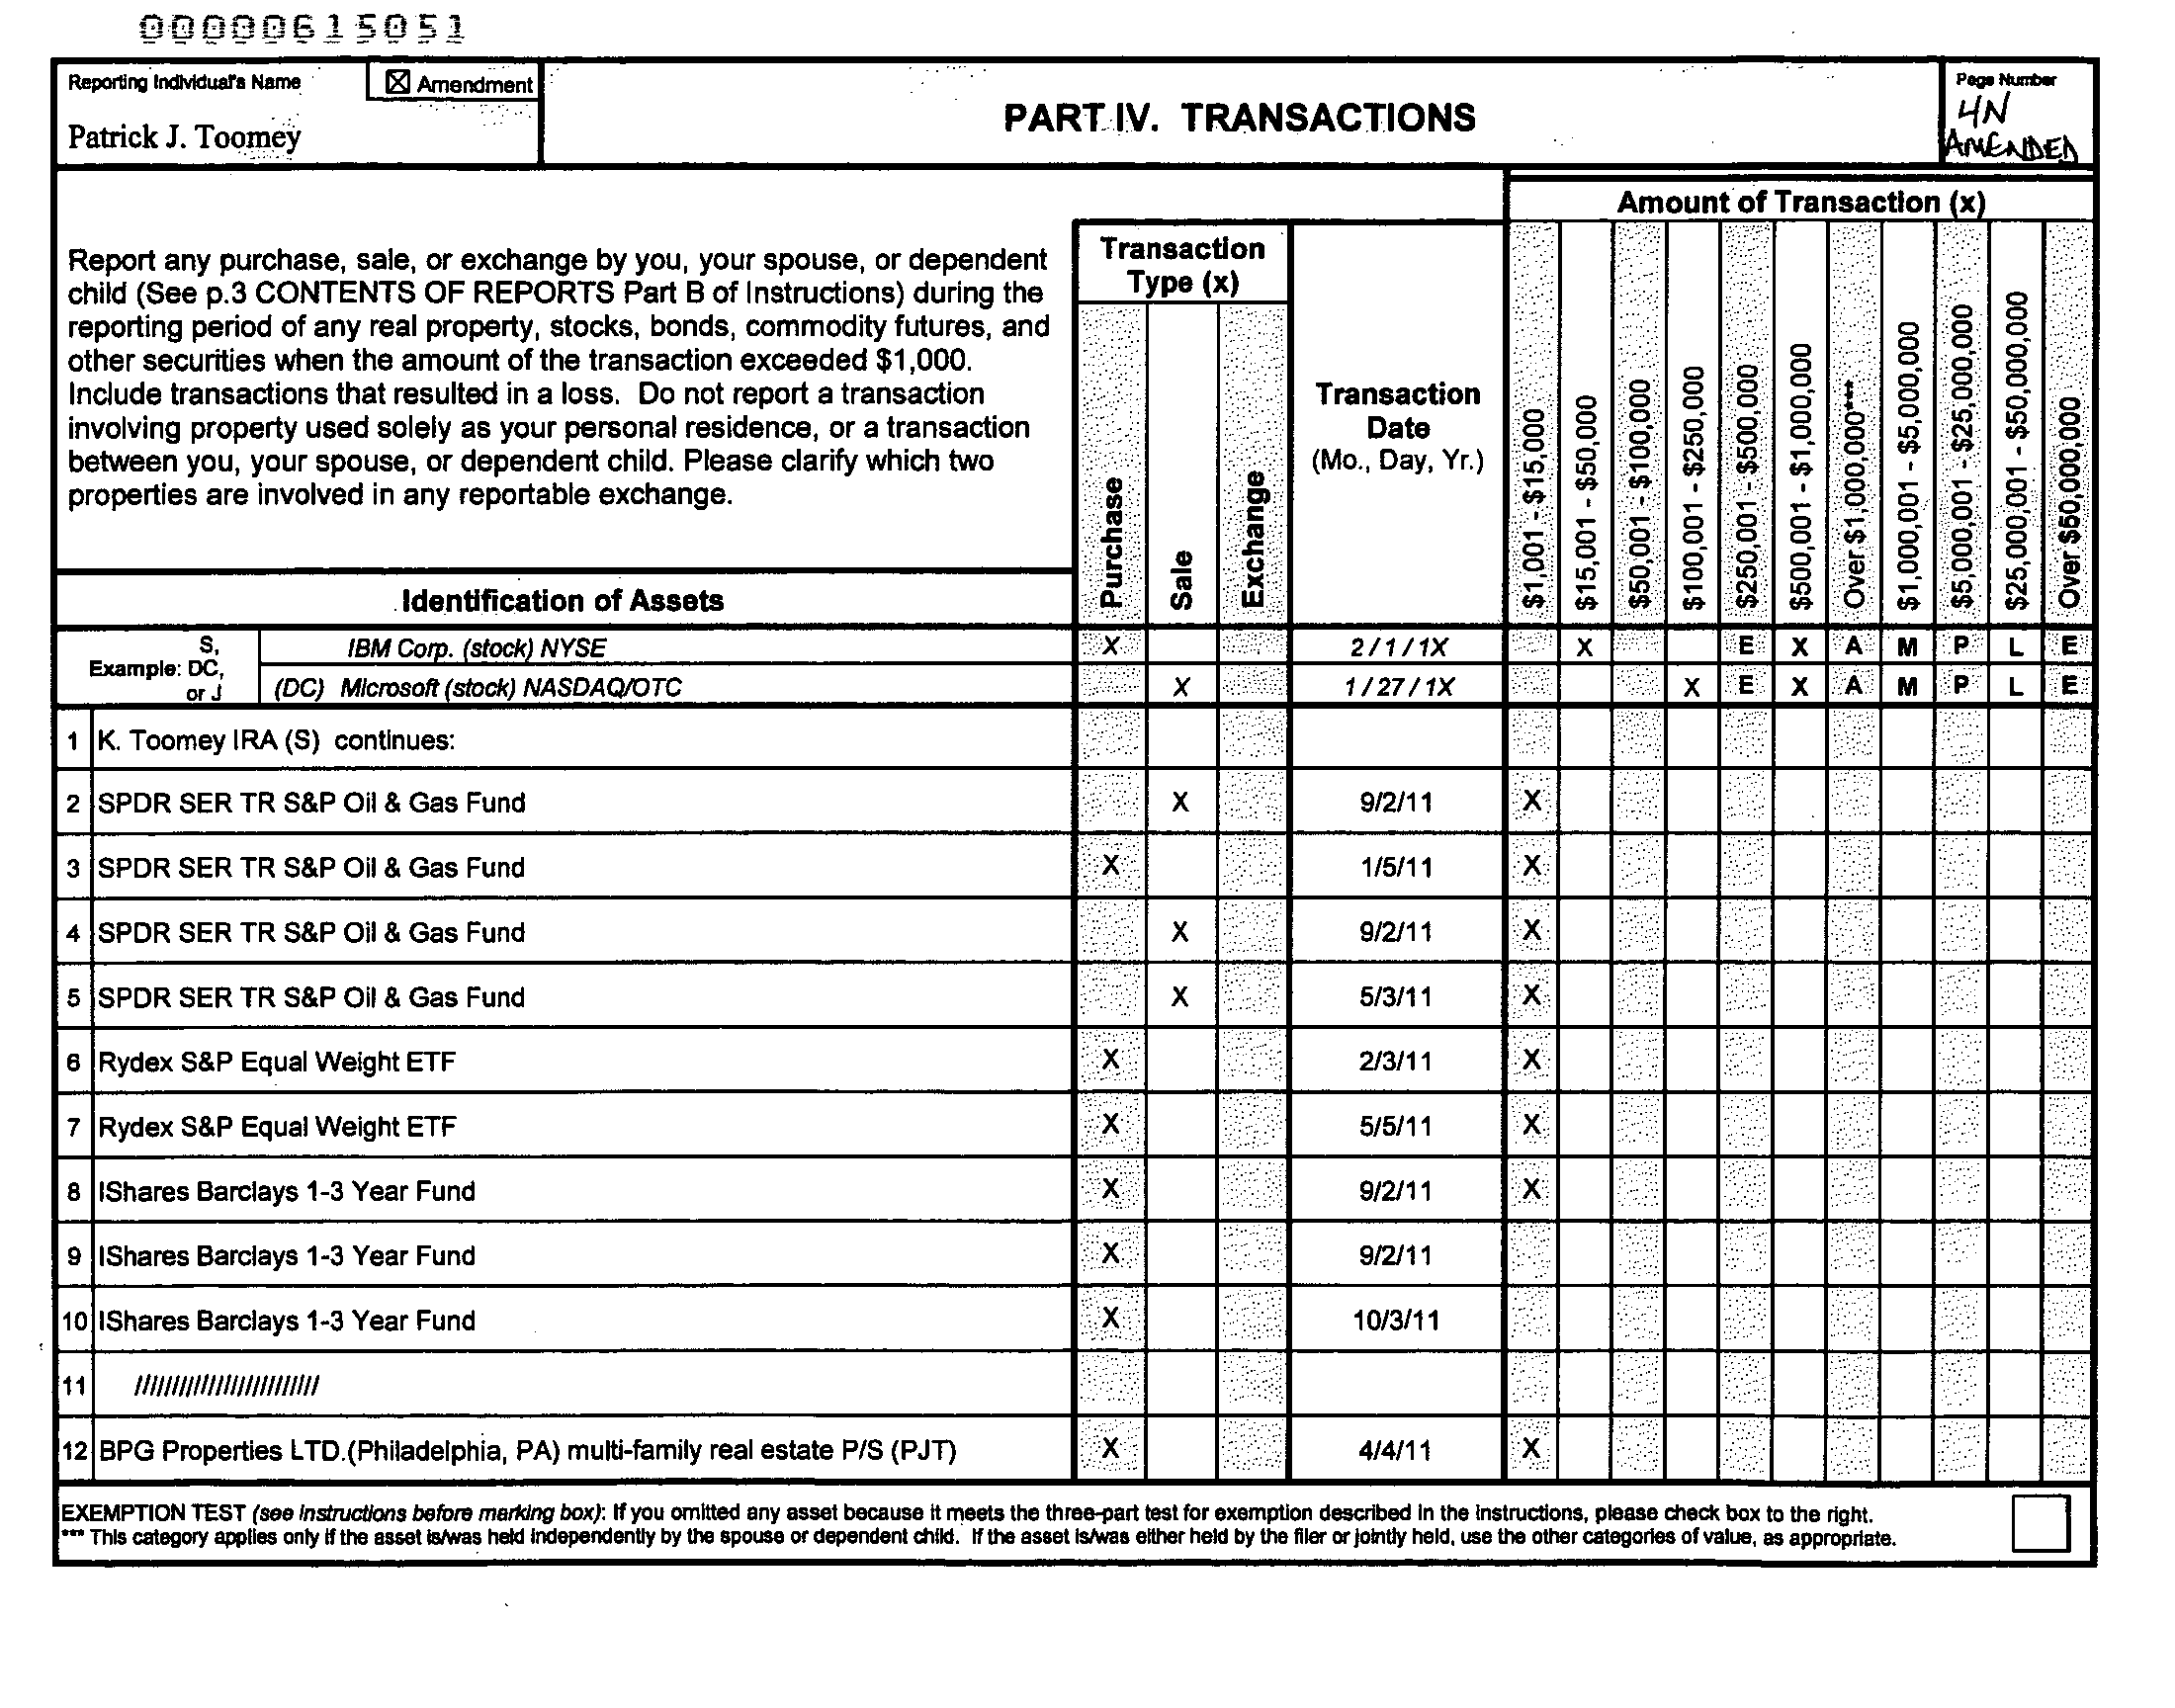 00000615051
Reporting Individual's Name
☒ Amendment
Patrick J. Toomey
PART IV. TRANSACTIONS
Page Number
4N
AMENDED
Amount of Transaction (x)
Report any purchase, sale, or exchange by you, your spouse, or dependent
child (See p.3 CONTENTS OF REPORTS Part B of Instructions) during the
reporting period of any real property, stocks, bonds, commodity futures, and
other securities when the amount of the transaction exceeded $1,000.
Include transactions that resulted in a loss. Do not report a transaction
involving property used solely as your personal residence, or a transaction
between you, your spouse, or dependent child. Please clarify which two
properties are involved in any reportable exchange.
Transaction
Type (x)
Purchase
Sale
Exchange
Transaction
Date
(Mo., Day, Yr.)
$1,001 - $15,000
$15,001 - $50,000
$50,001 - $100,000
$100,001 - $250,000
$250,001 - $500,000
$500,001 - $1,000,000
Over $1,000,000***
$1,000,001 - $5,000,000
$5,000,001 - $25,000,000
$25,000,001 - $50,000,000
Over $50,000,000
Identification of Assets
Example:
S,
DC,
or J
IBM Corp. (stock) NYSE X 2/1/1X X E X A M P L E
(DC) Microsoft (stock) NASDAQ/OTC X 1/27/1X X E X A M P L E
1 K. Toomey IRA (S) continues:
2 SPDR SER TR S&P Oil & Gas Fund X 9/2/11 X
3 SPDR SER TR S&P Oil & Gas Fund X 1/5/11 X
4 SPDR SER TR S&P Oil & Gas Fund X 9/2/11 X
5 SPDR SER TR S&P Oil & Gas Fund X 5/3/11 X
6 Rydex S&P Equal Weight ETF X 2/3/11 X
7 Rydex S&P Equal Weight ETF X 5/5/11 X
8 IShares Barclays 1-3 Year Fund X 9/2/11 X
9 IShares Barclays 1-3 Year Fund X 9/2/11
10 IShares Barclays 1-3 Year Fund X 10/3/11
11 /////////////////////////
12 BPG Properties LTD.(Philadelphia, PA) multi-family real estate P/S (PJT) X 4/4/11 X
EXEMPTION TEST (see instructions before marking box): If you omitted any asset because it meets the three-part test for exemption described in the instructions, please check box to the right.
*** This category applies only if the asset is/was held independently by the spouse or dependent child. If the asset is/was either held by the filer or jointly held, use the other categories of value, as appropriate.